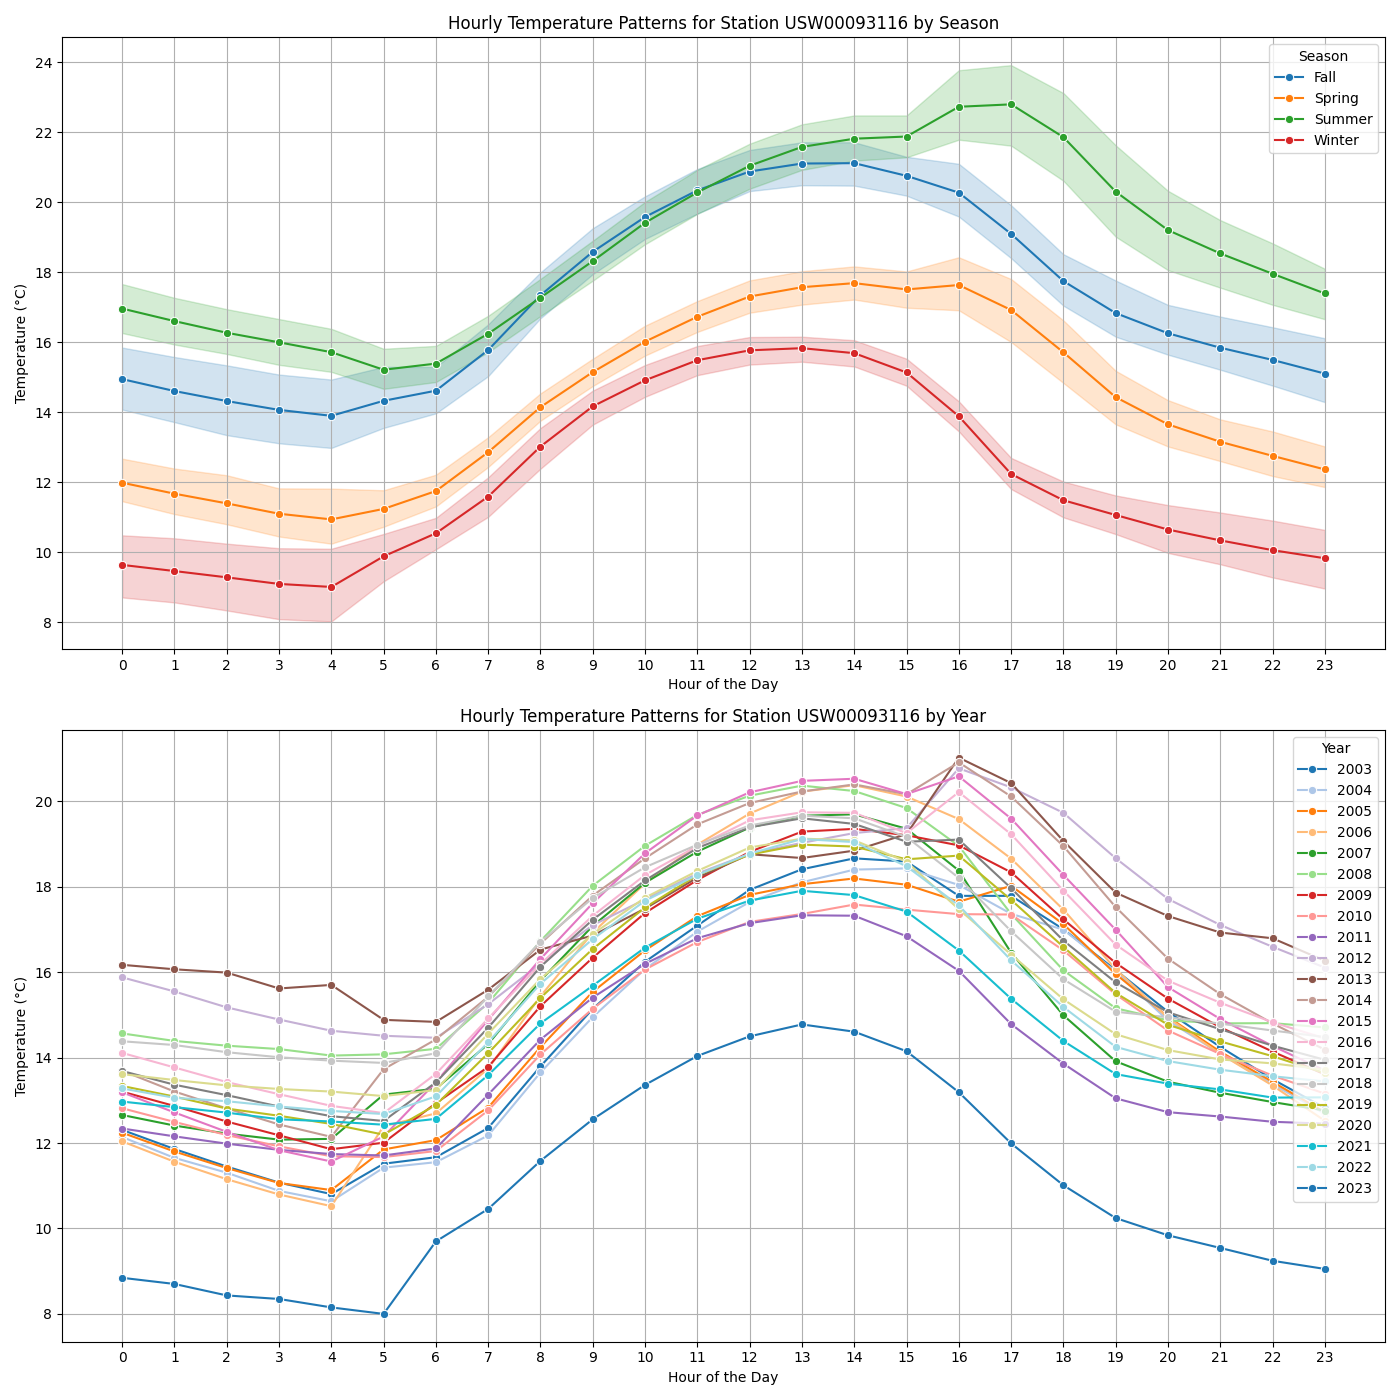 Hourly Temperature Patterns for Station USW00093116 by Season
Temperature (°C)
24
22
20
18
16
14
12
10
8
Season
Fall
Spring
Summer
Winter
0 1 2 3 4 5 6 7 8 9 10 11 12 13 14 15 16 17 18 19 20 21 22 23
Hour of the Day
Hourly Temperature Patterns for Station USW00093116 by Year
Temperature (°C)
20
18
16
14
12
10
8
Year
2003
2004
2005
2006
2007
2008
2009
2010
2011
2012
2013
2014
2015
2016
2017
2018
2019
2020
2021
2022
2023
0 1 2 3 4 5 6 7 8 9 10 11 12 13 14 15 16 17 18 19 20 21 22 23
Hour of the Day